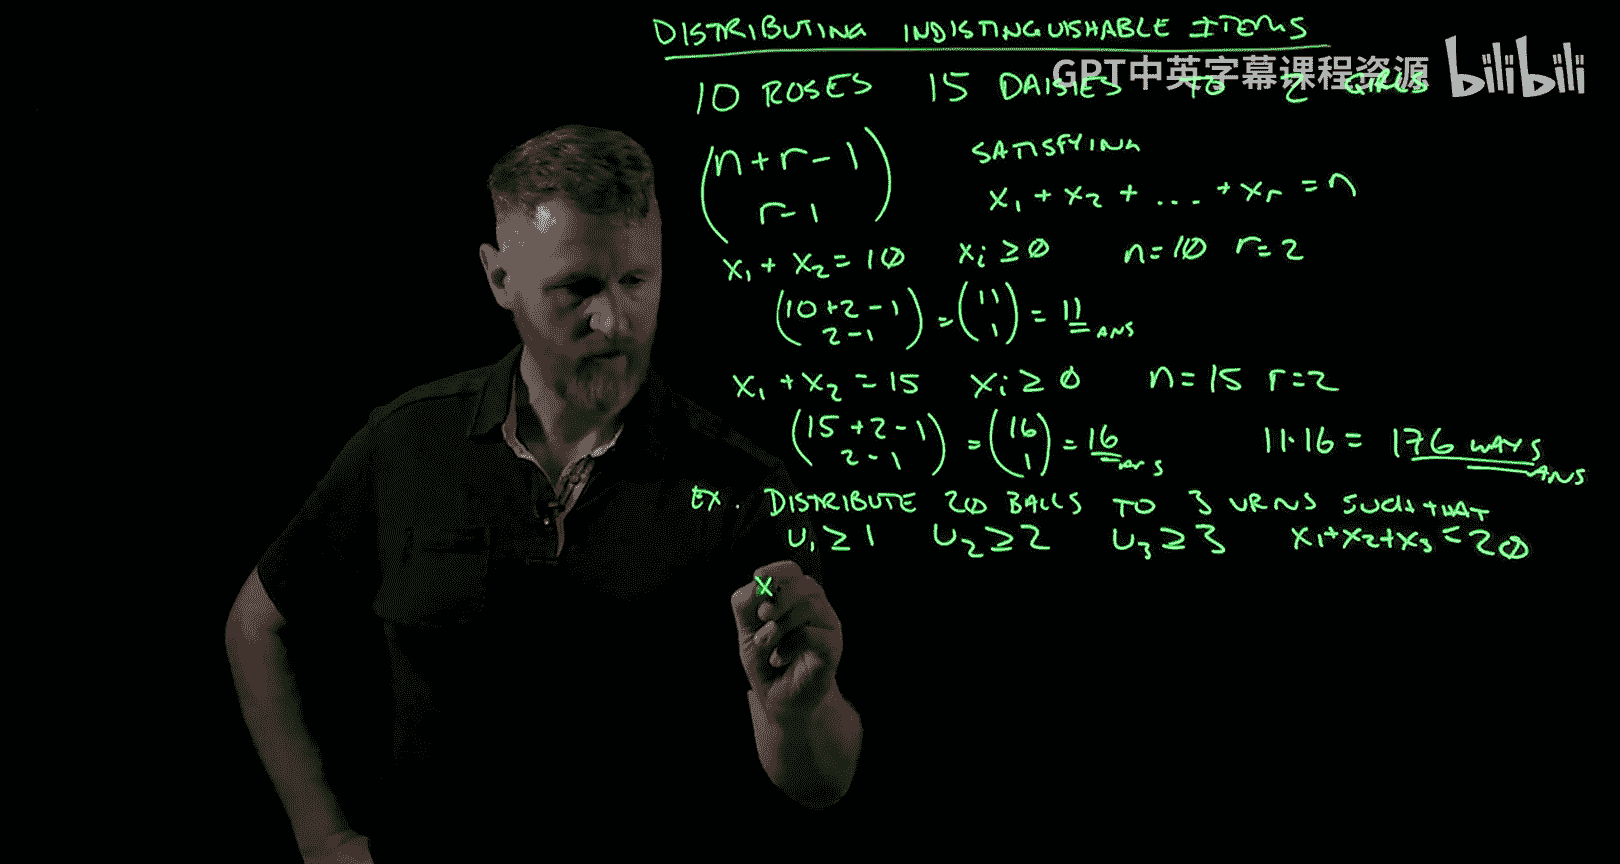 DISTRIBUTING INDISTINGUISHABLE ITEMS
GPT中英字幕课程资源 bilibili
10 ROSES 15 DAISIES TO 2 GIRLS
(n+r-1 SATISFYING
r-1) x₁ + x₂ + ... + xᵣ = n
x₁ + x₂ = 10 xᵢ ≥ 0 n=10 r=2
(10+2-1
2-1) = (11
1) = 11 ANS
x₁ + x₂ = 15 xᵢ ≥ 0 n=15 r=2
(15+2-1
2-1) = (16
1) = 16 ANS 11·16 = 176 WAYS ANS
EX. DISTRIBUTE 20 BALLS TO 3 URNS SUCH THAT
U₁≥1 U₂≥2 U₃≥3 x₁+x₂+x₃=20
x